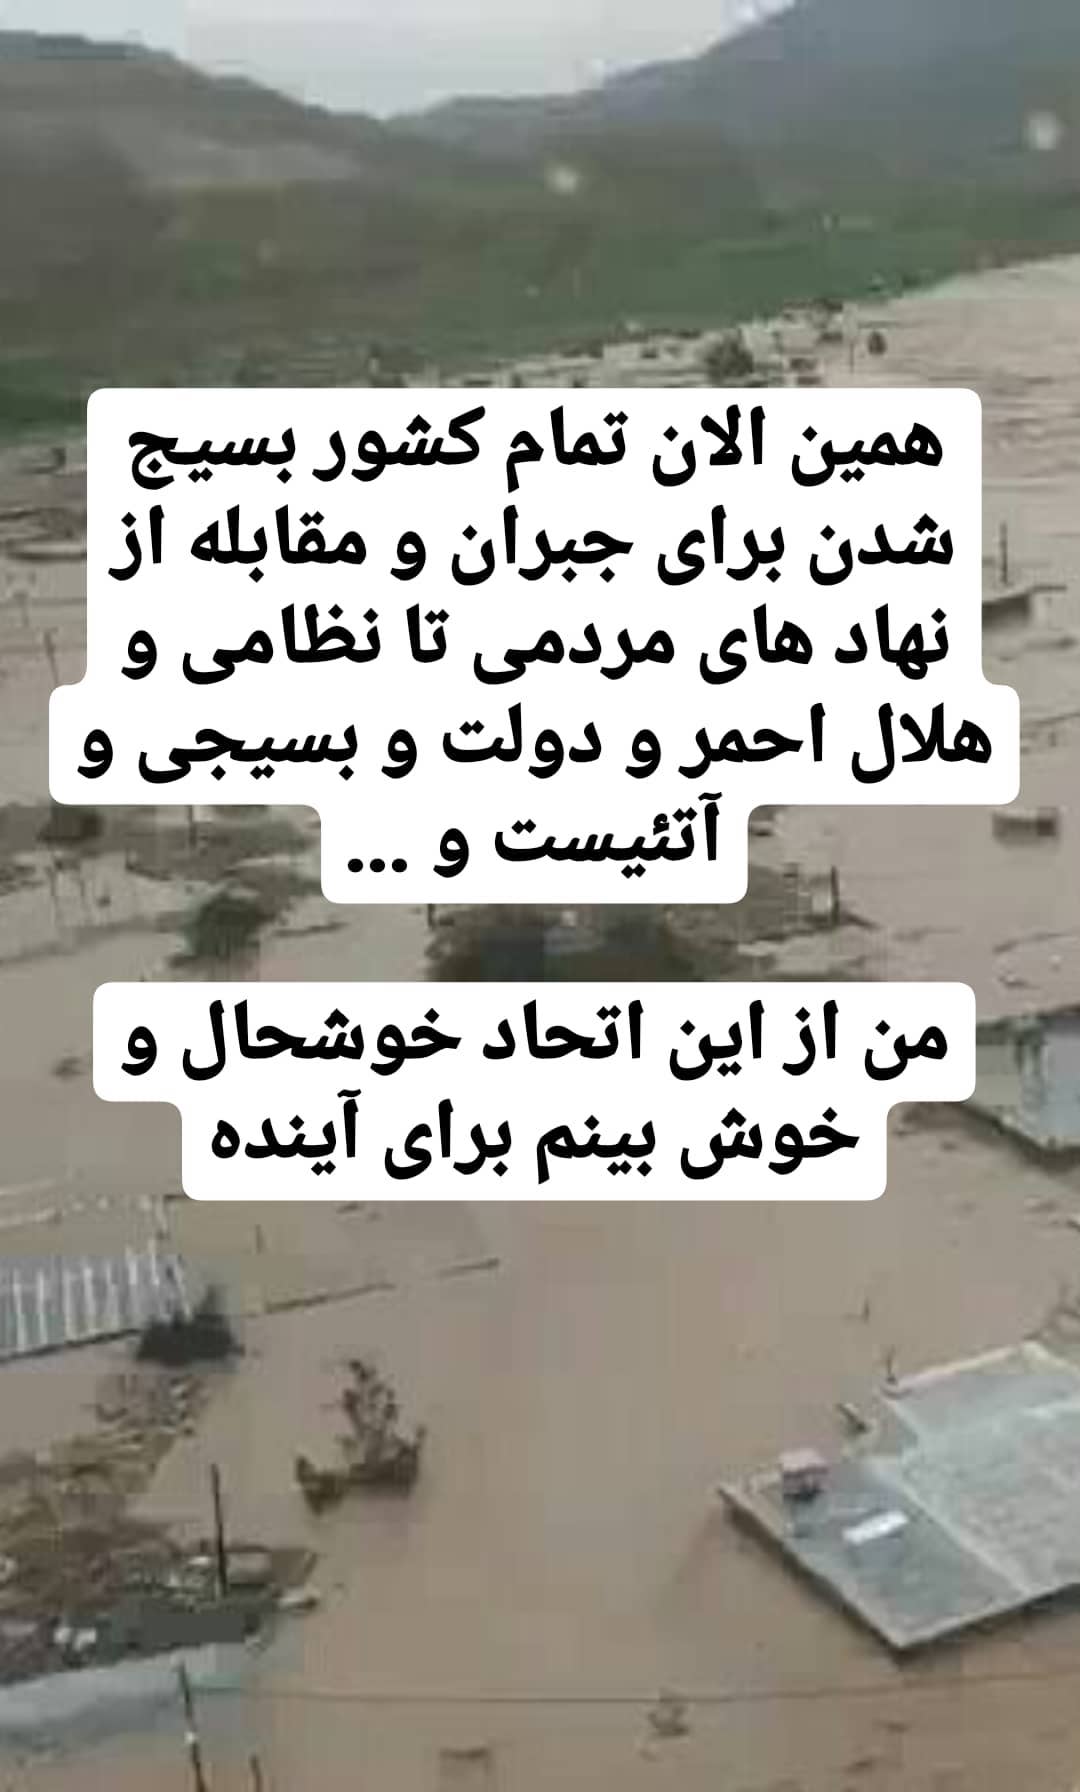 همین الان تمام کشور بسیج
شدن برای جبران و مقابله از
نهاد های مردمی تا نظامی و
هلال احمر و دولت و بسیجی و
آتئیست و ...
من از این اتحاد خوشحال و
خوش بینم برای آینده